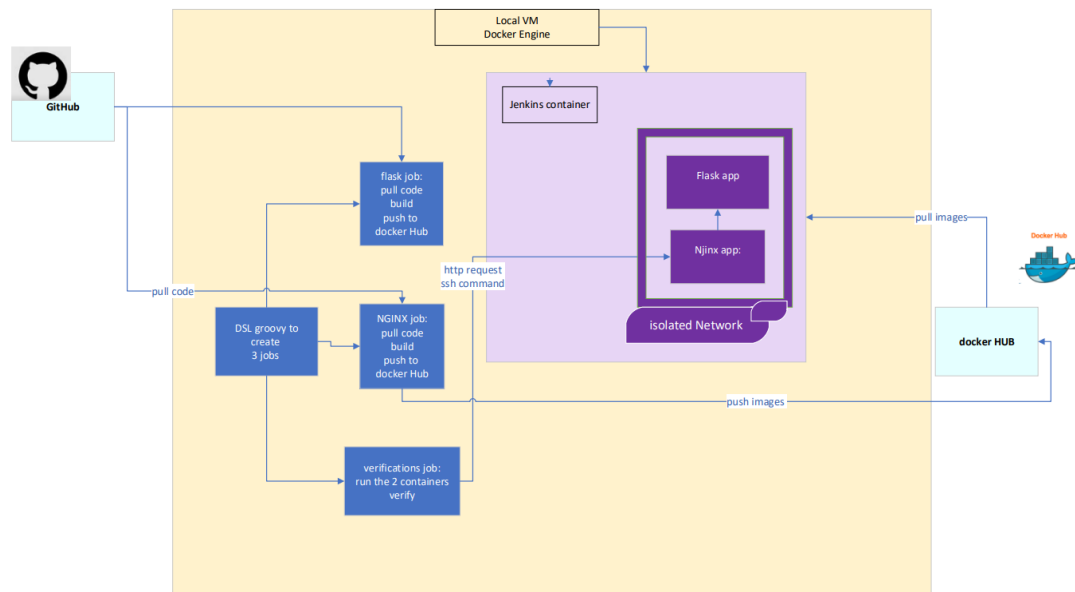 Local VM
Docker Engine
GitHub
Jenkins container
flask job:
pull code
build
push to
docker Hub
Flask app
pull images
Docker Hub
Njinx app:
http request
ssh command
pull code
DSL groovy to
create
3 jobs
NGINX job:
pull code
build
push to
docker Hub
isolated Network
docker HUB
push images
verifications job:
run the 2 containers
verify